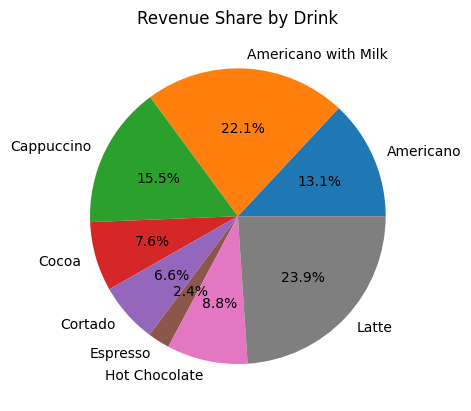 Revenue Share by Drink
Americano with Milk
22.1%
Americano
13.1%
Cappuccino
15.5%
Cocoa
7.6%
Cortado
6.6%
Espresso
2.4%
Hot Chocolate
8.8%
Latte
23.9%